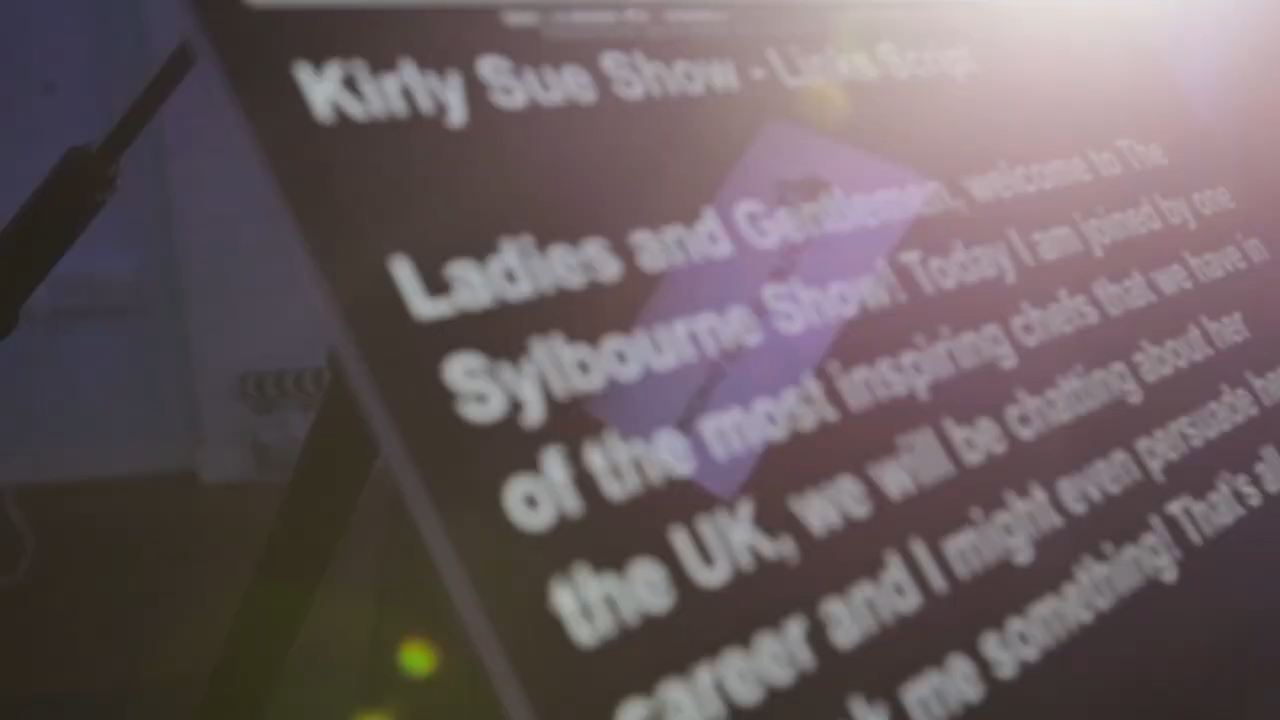 Kirly Sue Show - Links Script
Ladies and Gentlemen, welcome to The
Sylbourne Show! Today I am joined by one
of the most inspiring chefs that we have in
the UK, we will be chatting about her
career and I might even persuade
me something! That's